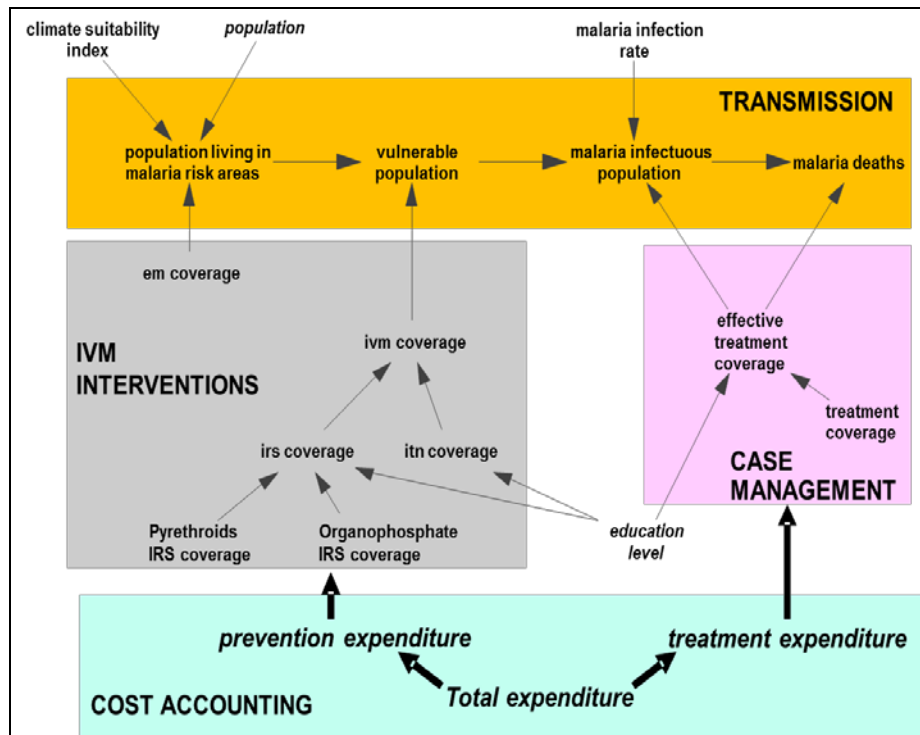 climate suitability
index
population
malaria infection
rate
TRANSMISSION
population living in
malaria risk areas
vulnerable
population
malaria infectuous
population
malaria deaths
em coverage
IVM
INTERVENTIONS
ivm coverage
effective
treatment
coverage
treatment
coverage
irs coverage
itn coverage
CASE
MANAGEMENT
Pyrethroids
IRS coverage
Organophosphate
IRS coverage
education
level
prevention expenditure
treatment expenditure
Total expenditure
COST ACCOUNTING